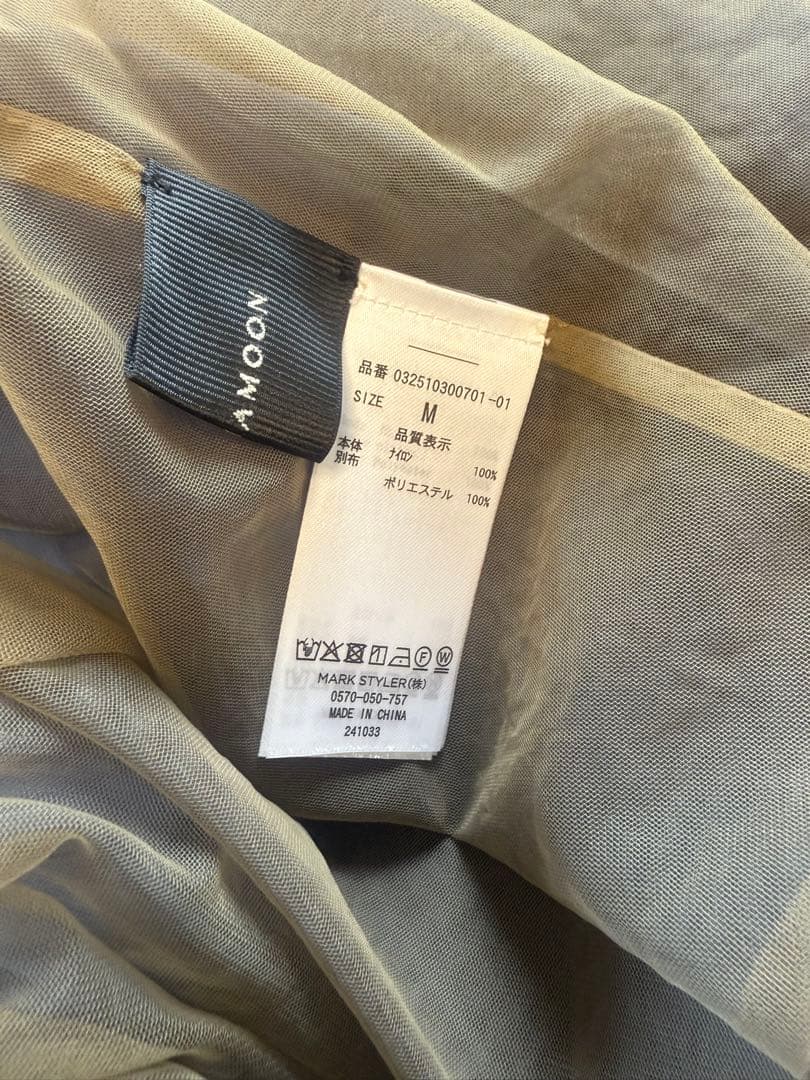 AMOON
品番 032510300701-01
SIZE M
品質表示
本体 ナイロン 100%
別布 ポリエステル 100%
F W
MARK STYLER(株)
0570-050-757
MADE IN CHINA
241033